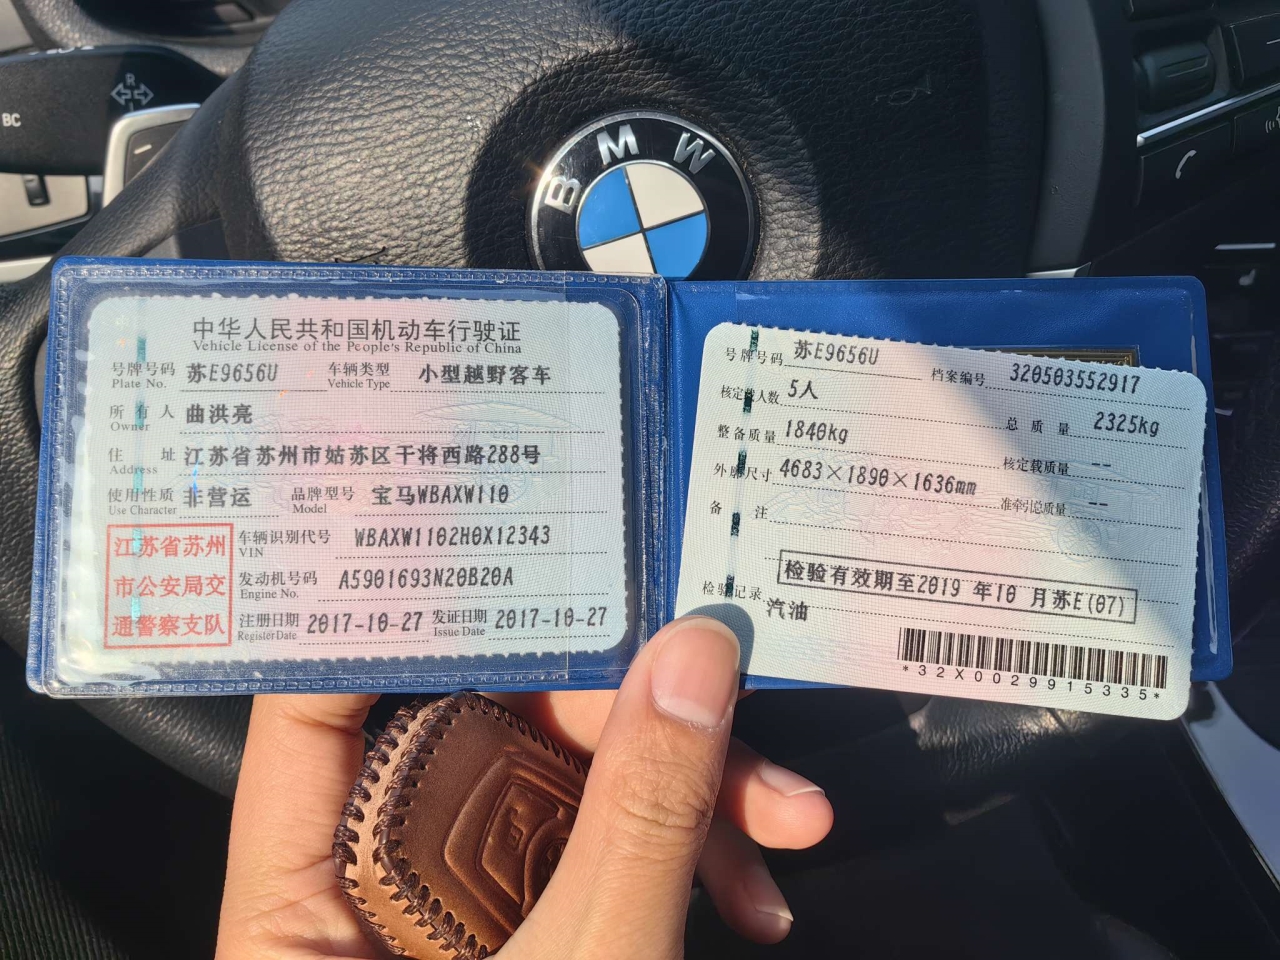 BC
R
B M W
中华人民共和国机动车行驶证
Vehicle License of the People's Republic of China
号牌号码 苏E9656U 车辆类型 小型越野客车
Plate No. Vehicle Type
所有人 曲洪亮
Owner
住址 江苏省苏州市姑苏区干将西路288号
Address
使用性质 非营运 品牌型号 宝马WBAXW110
Use Character Model
江苏省苏州
市公安局交
通警察支队
车辆识别代号 WBAXW1102H0X12343
VIN
发动机号码 A5901693N20B20A
Engine No.
注册日期 2017-10-27 发证日期 2017-10-27
Register Date Issue Date
号牌号码 苏E9656U 档案编号 320503552917
核定载人数 5人 总质量 2325kg
整备质量 1840kg 核定载质量 --
外廓尺寸 4683×1890×1636mm 准牵引总质量 --
备注
检验有效期至2019年10月苏E(07)
检验记录
汽油
*32X0029915335*